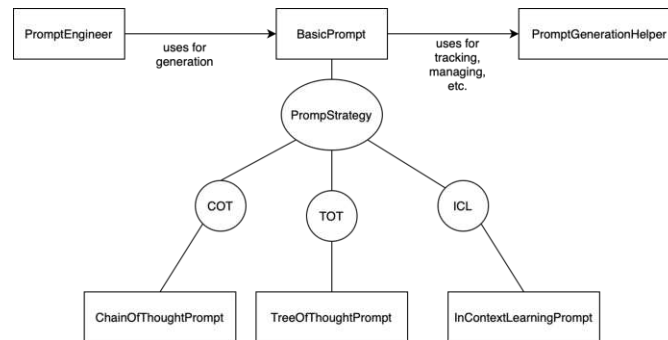 PromptEngineer
uses for
generation
BasicPrompt
uses for
tracking,
managing,
etc.
PromptGenerationHelper
PrompStrategy
COT
TOT
ICL
ChainOfThoughtPrompt
TreeOfThoughtPrompt
InContextLearningPrompt